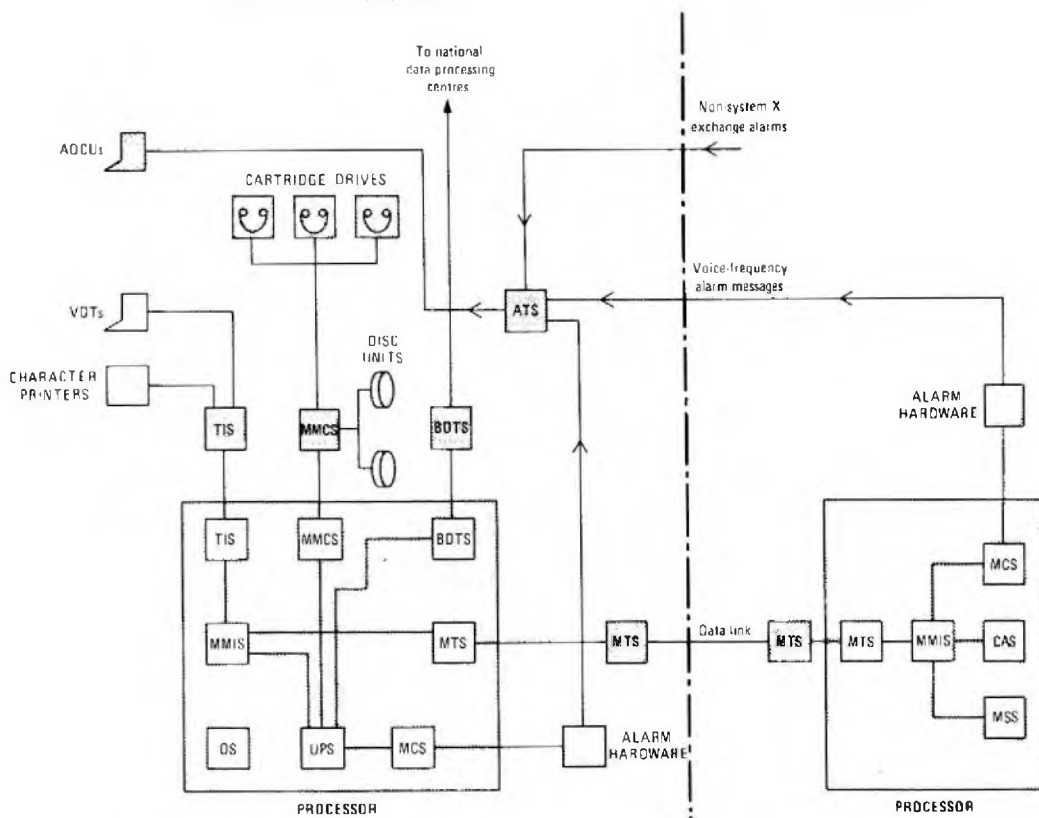 To national
data processing
centres
Non-system X
exchange alarms
AOCUs
CARTRIDGE DRIVES
Voice-frequency
alarm messages
ATS
VDTs
DISC
UNITS
CHARACTER
PRINTERS
ALARM
HARDWARE
TIS
MMCS
BDTS
TIS
MMCS
BDTS
MCS
MMIS
MTS
MTS
Data link
MTS
MTS
MMIS
CAS
MSS
OS
UPS
MCS
ALARM
HARDWARE
PROCESSOR
PROCESSOR